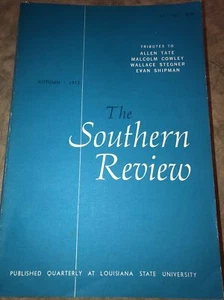 TRIBUTES TO
ALLEN TATE
MALCOLM COWLEY
WALLACE STEGNER
EVAN SHIPMAN
The
Southern
Review
PUBLISHED QUARTERLY AT LOUISIANA STATE UNIVERSITY